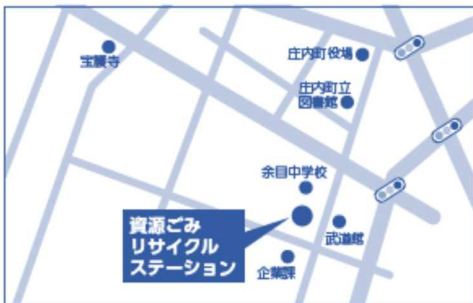 宝護寺
庄内町役場
庄内町立
図書館
余目中学校
資源ごみ
リサイクル
ステーション
武道館
企業課